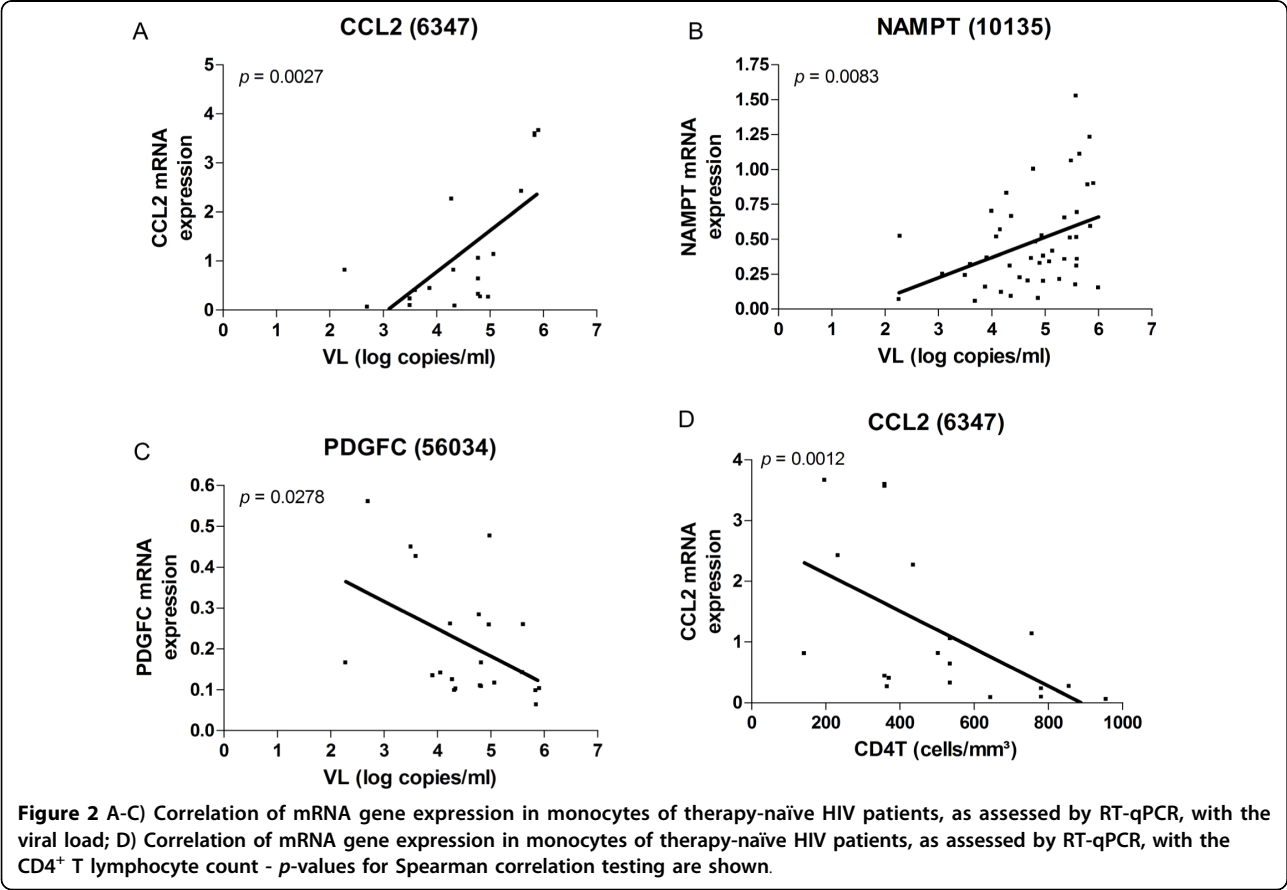 A
CCL2 (6347)
p = 0.0027
5
4
3
2
1
0
CCL2 mRNA
expression
0 1 2 3 4 5 6 7
VL (log copies/ml)
B
NAMPT (10135)
p = 0.0083
1.75
1.50
1.25
1.00
0.75
0.50
0.25
0.00
NAMPT mRNA
expression
0 1 2 3 4 5 6 7
VL (log copies/ml)
C
PDGFC (56034)
p = 0.0278
0.6
0.5
0.4
0.3
0.2
0.1
0.0
PDGFC mRNA
expression
0 1 2 3 4 5 6 7
VL (log copies/ml)
D
CCL2 (6347)
p = 0.0012
4
3
2
1
0
CCL2 mRNA
expression
0 200 400 600 800 1000
CD4T (cells/mm³)
Figure 2 A-C) Correlation of mRNA gene expression in monocytes of therapy-naïve HIV patients, as assessed by RT-qPCR, with the
viral load; D) Correlation of mRNA gene expression in monocytes of therapy-naïve HIV patients, as assessed by RT-qPCR, with the
CD4⁺ T lymphocyte count - p-values for Spearman correlation testing are shown.